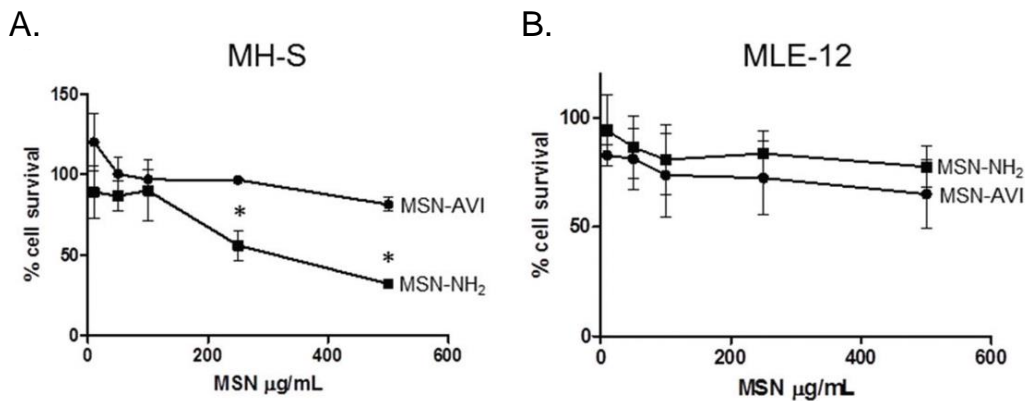 A.
MH-S
150
100
50
0
% cell survival
*
*
MSN-AVI
MSN-NH₂
0
200
400
600
MSN µg/mL
B.
MLE-12
100
50
0
% cell survival
MSN-NH₂
MSN-AVI
0
200
400
600
MSN µg/mL